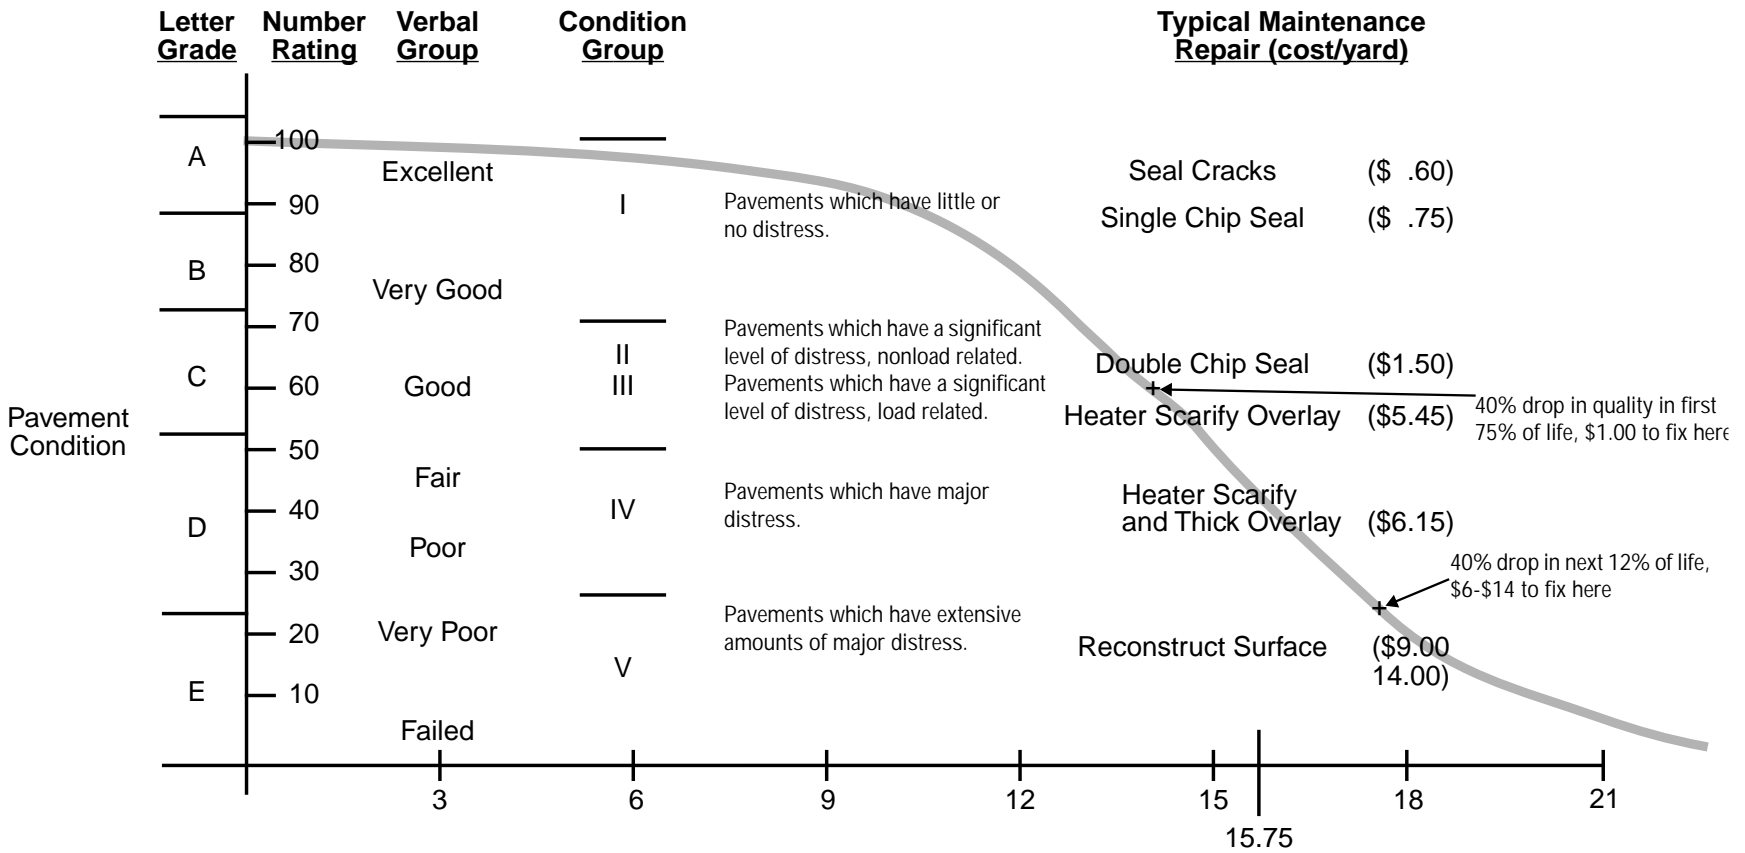 Letter
Grade
Number
Rating
Verbal
Group
Condition
Group
Typical Maintenance
Repair (cost/yard)
Pavement
Condition
A
B
C
D
E
100
90
80
70
60
50
40
30
20
10
Excellent
Very Good
Good
Fair
Poor
Very Poor
Failed
I
II
III
IV
V
Pavements which have little or
no distress.
Pavements which have a significant
level of distress, nonload related.
Pavements which have a significant
level of distress, load related.
Pavements which have major
distress.
Pavements which have extensive
amounts of major distress.
Seal Cracks ($ .60)
Single Chip Seal ($ .75)
Double Chip Seal ($1.50)
Heater Scarify Overlay ($5.45)
Heater Scarify
and Thick Overlay ($6.15)
Reconstruct Surface ($9.00
14.00)
40% drop in quality in first
75% of life, $1.00 to fix here
40% drop in next 12% of life,
$6-$14 to fix here
3 6 9 12 15 18 21
15.75